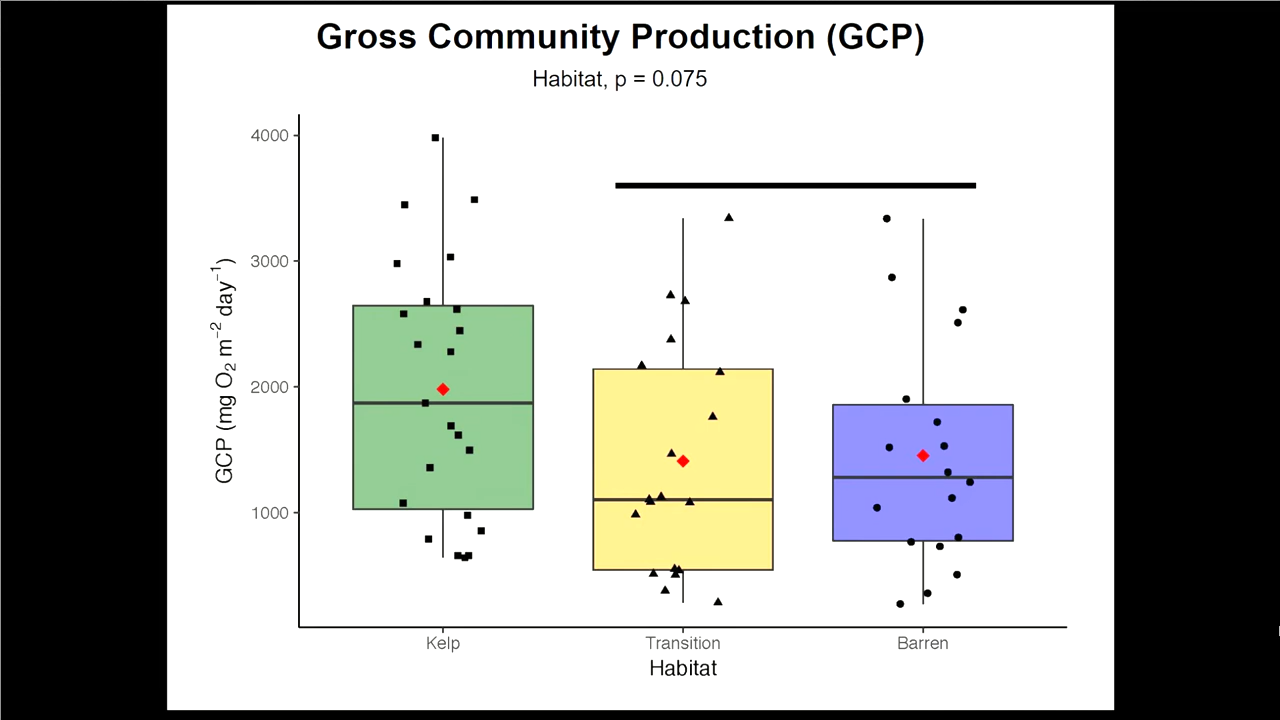 Gross Community Production (GCP)
Habitat, p = 0.075
GCP (mg O₂ m⁻² day⁻¹)
4000
3000
2000
1000
Kelp
Transition
Barren
Habitat